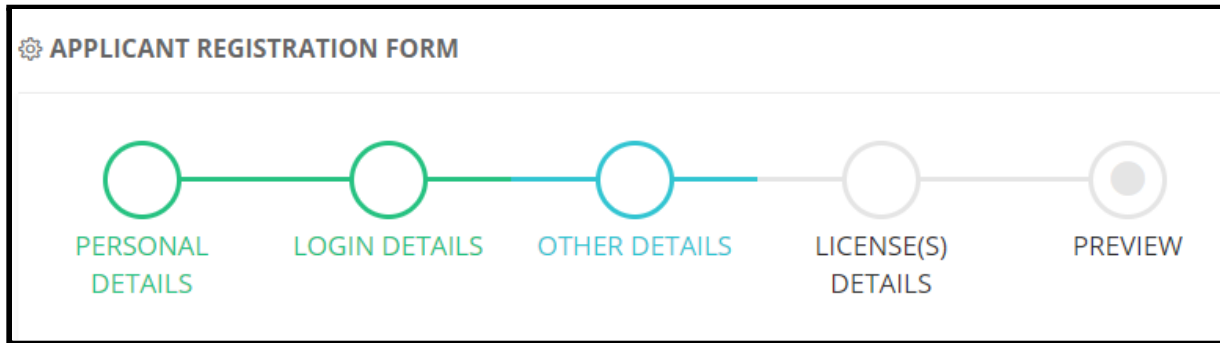 APPLICANT REGISTRATION FORM
PERSONAL
DETAILS
LOGIN DETAILS
OTHER DETAILS
LICENSE(S)
DETAILS
PREVIEW